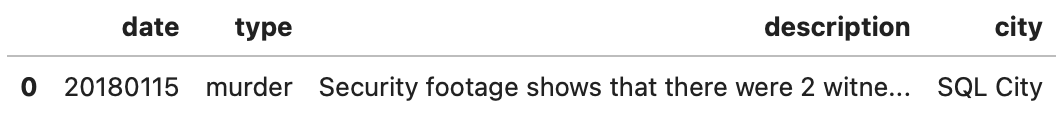 date type description city
0 20180115 murder Security footage shows that there were 2 witne... SQL City